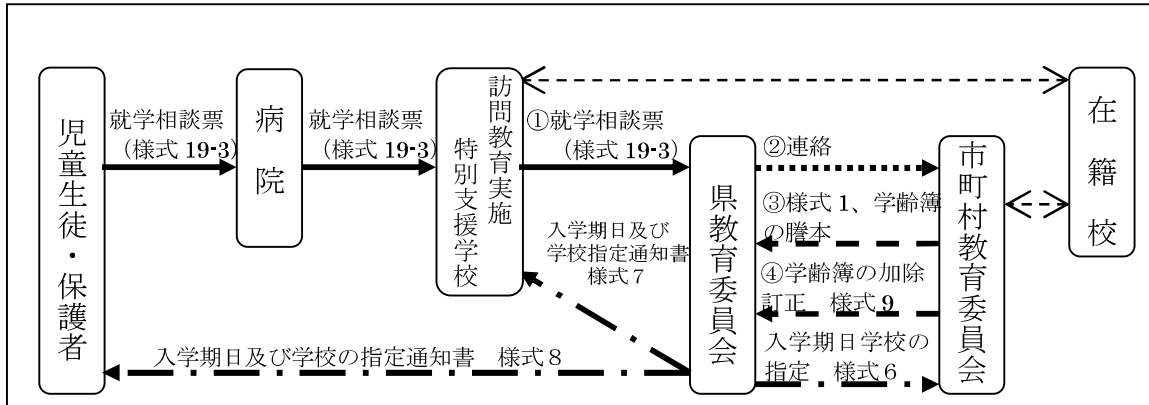 児童生徒・保護者
就学相談票
（様式 19-3）
病院
就学相談票
（様式 19-3）
訪問教育実施
特別支援学校
①就学相談票
（様式 19-3）
入学期日及び
学校指定通知書
様式７
県教育委員会
②連絡
③様式 1、学齢簿
の謄本
④学齢簿の加除
訂正　様式 9
入学期日学校の
指定　様式６
市町村教育委員会
在籍校
入学期日及び学校の指定通知書　様式８